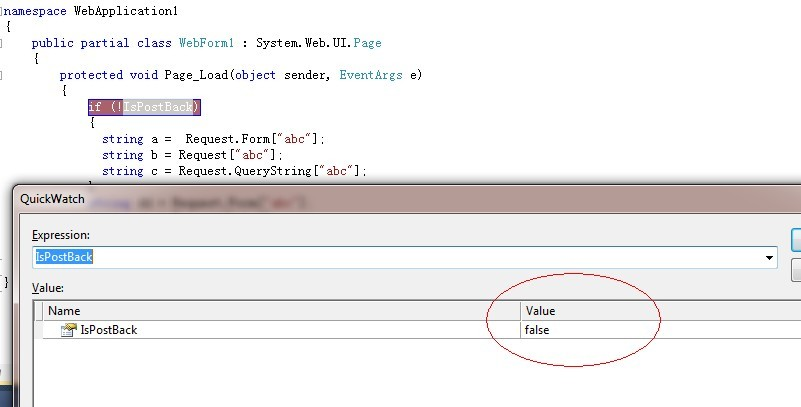 namespace WebApplication1
{
public partial class WebForm1 : System.Web.UI.Page
{
protected void Page_Load(object sender, EventArgs e)
{
if (!IsPostBack)
{
string a = Request.Form["abc"];
string b = Request["abc"];
string c = Request.QueryString["abc"];
QuickWatch
Expression:
IsPostBack
}
Value:
Name Value
IsPostBack false